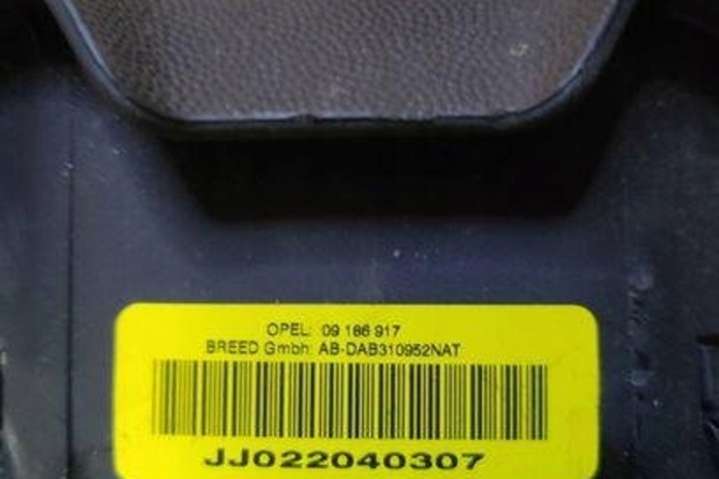 OPEL: 09 186 917
BREED Gmbh: AB-DAB310952NAT
JJ022040307